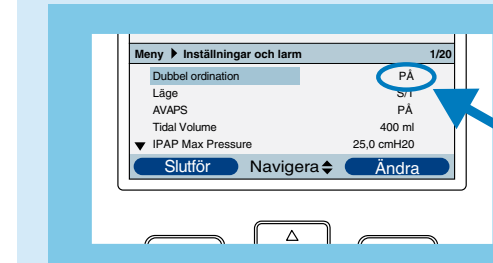 Meny ▶ Inställningar och larm 1/20
Dubbel ordination PÅ
Läge S/T
AVAPS PÅ
Tidal Volume 400 ml
IPAP Max Pressure 25,0 cmH20
Slutför Navigera Ändra